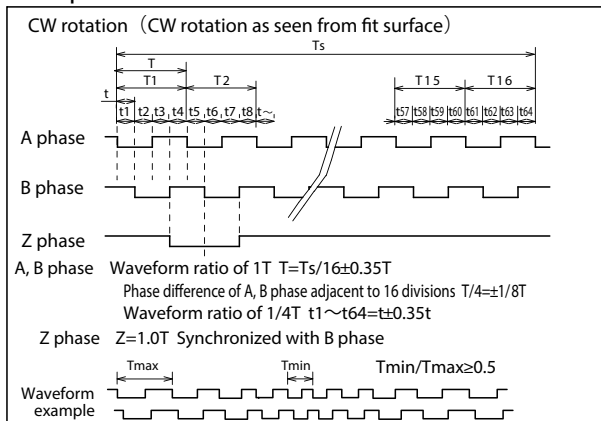 CW rotation（CW rotation as seen from fit surface）
Ts
T
T1 T2 T15 T16
t
t1 t2 t3 t4 t5 t6 t7 t8 t～ t57 t58 t59 t60 t61 t62 t63 t64
A phase
B phase
Z phase
A, B phase Waveform ratio of 1T T=Ts/16±0.35T
Phase difference of A, B phase adjacent to 16 divisions T/4=±1/8T
Waveform ratio of 1/4T t1～t64=t±0.35t
Z phase Z=1.0T Synchronized with B phase
Tmax Tmin Tmin/Tmax≥0.5
Waveform
example